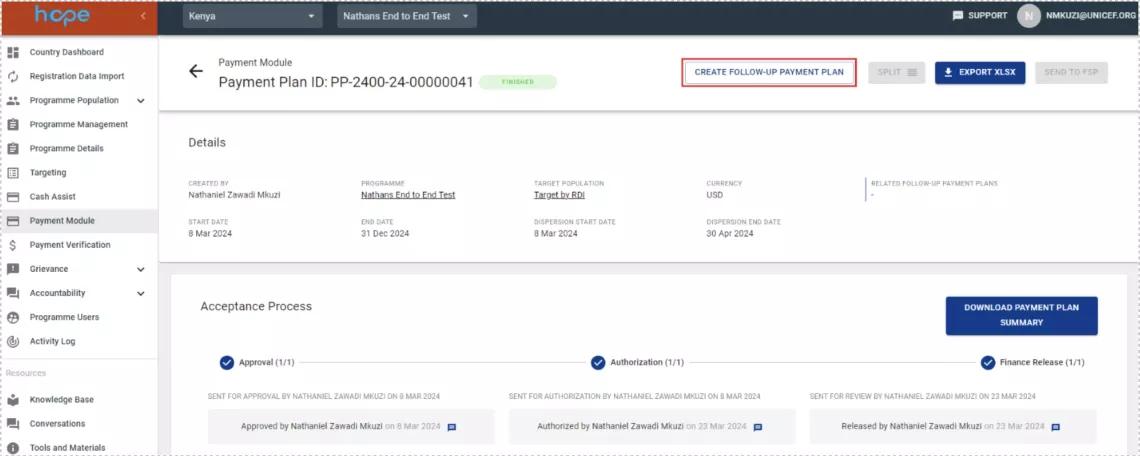 hope
Kenya
Nathans End to End Test
SUPPORT
N
NMKUZI@UNICEF.ORG
Country Dashboard
Registration Data Import
Programme Population
Programme Management
Programme Details
Targeting
Cash Assist
Payment Module
Payment Verification
Grievance
Accountability
Programme Users
Activity Log
Resources
Knowledge Base
Conversations
Tools and Materials
Payment Module
Payment Plan ID: PP-2400-24-00000041
FINISHED
CREATE FOLLOW-UP PAYMENT PLAN
SPLIT
EXPORT XLSX
SEND TO FSP
Details
CREATED BY
Nathaniel Zawadi Mkuzi
PROGRAMME
Nathans End to End Test
TARGET POPULATION
Target by RDI
CURRENCY
USD
RELATED FOLLOW-UP PAYMENT PLANS
-
START DATE
8 Mar 2024
END DATE
31 Dec 2024
DISPERSION START DATE
8 Mar 2024
DISPERSION END DATE
30 Apr 2024
Acceptance Process
DOWNLOAD PAYMENT PLAN
SUMMARY
Approval (1/1)
Authorization (1/1)
Finance Release (1/1)
SENT FOR APPROVAL BY NATHANIEL ZAWADI MKUZI ON 8 MAR 2024
SENT FOR AUTHORIZATION BY NATHANIEL ZAWADI MKUZI ON 8 MAR 2024
SENT FOR REVIEW BY NATHANIEL ZAWADI MKUZI ON 23 MAR 2024
Approved by Nathaniel Zawadi Mkuzi on 8 Mar 2024
Authorized by Nathaniel Zawadi Mkuzi on 23 Mar 2024
Released by Nathaniel Zawadi Mkuzi on 23 Mar 2024